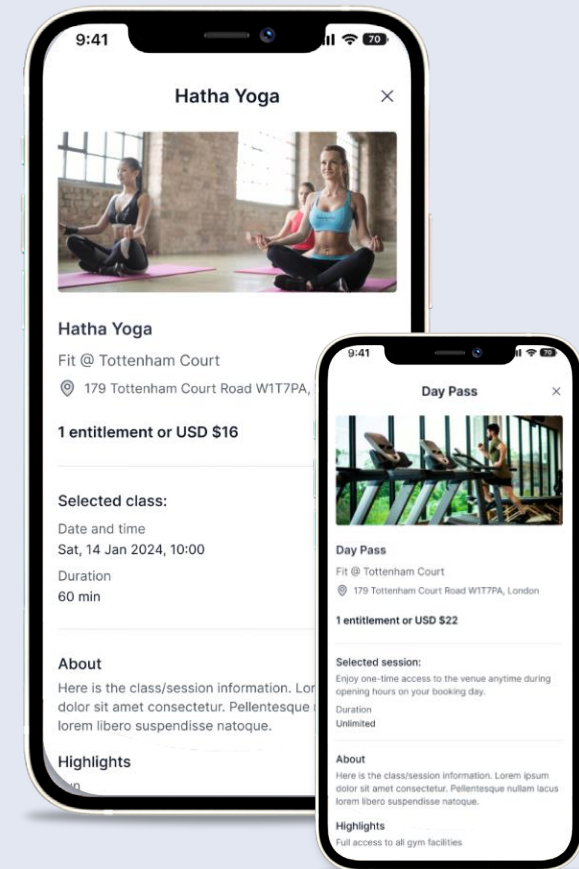 9:41
70
Hatha Yoga
Hatha Yoga
Fit @ Tottenham Court
179 Tottenham Court Road W1T7PA,
1 entitlement or USD $16
Selected class:
Date and time
Sat, 14 Jan 2024, 10:00
Duration
60 min
About
Here is the class/session information. Lor
dolor sit amet consectetur. Pellentesque
lorem libero suspendisse natoque.
Highlights
9:41
70
Day Pass
Day Pass
Fit @ Tottenham Court
179 Tottenham Court Road W1T7PA, London
1 entitlement or USD $22
Selected session:
Enjoy one-time access to the venue anytime during
opening hours on your booking day.
Duration
Unlimited
About
Here is the class/session information. Lorem ipsum
dolor sit amet consectetur. Pellentesque nullam lacus
lorem libero suspendisse natoque.
Highlights
Full access to all gym facilities